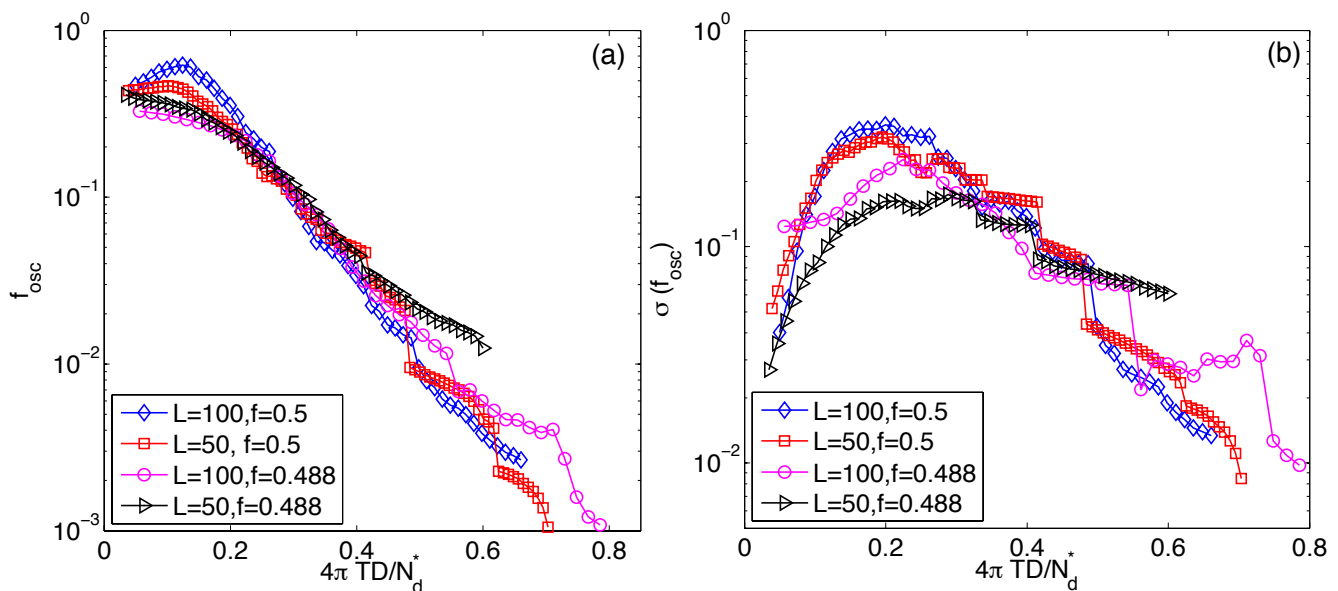 (a)
10^0
10^-1
10^-2
10^-3
f_osc
0
0.2
0.4
0.6
0.8
4π TD/N_d^*
L=100,f=0.5
L=50, f=0.5
L=100,f=0.488
L=50,f=0.488
(b)
10^0
10^-1
10^-2
σ (f_osc)
0
0.2
0.4
0.6
0.8
4π TD/N_d^*
L=100,f=0.5
L=50,f=0.5
L=100,f=0.488
L=50,f=0.488